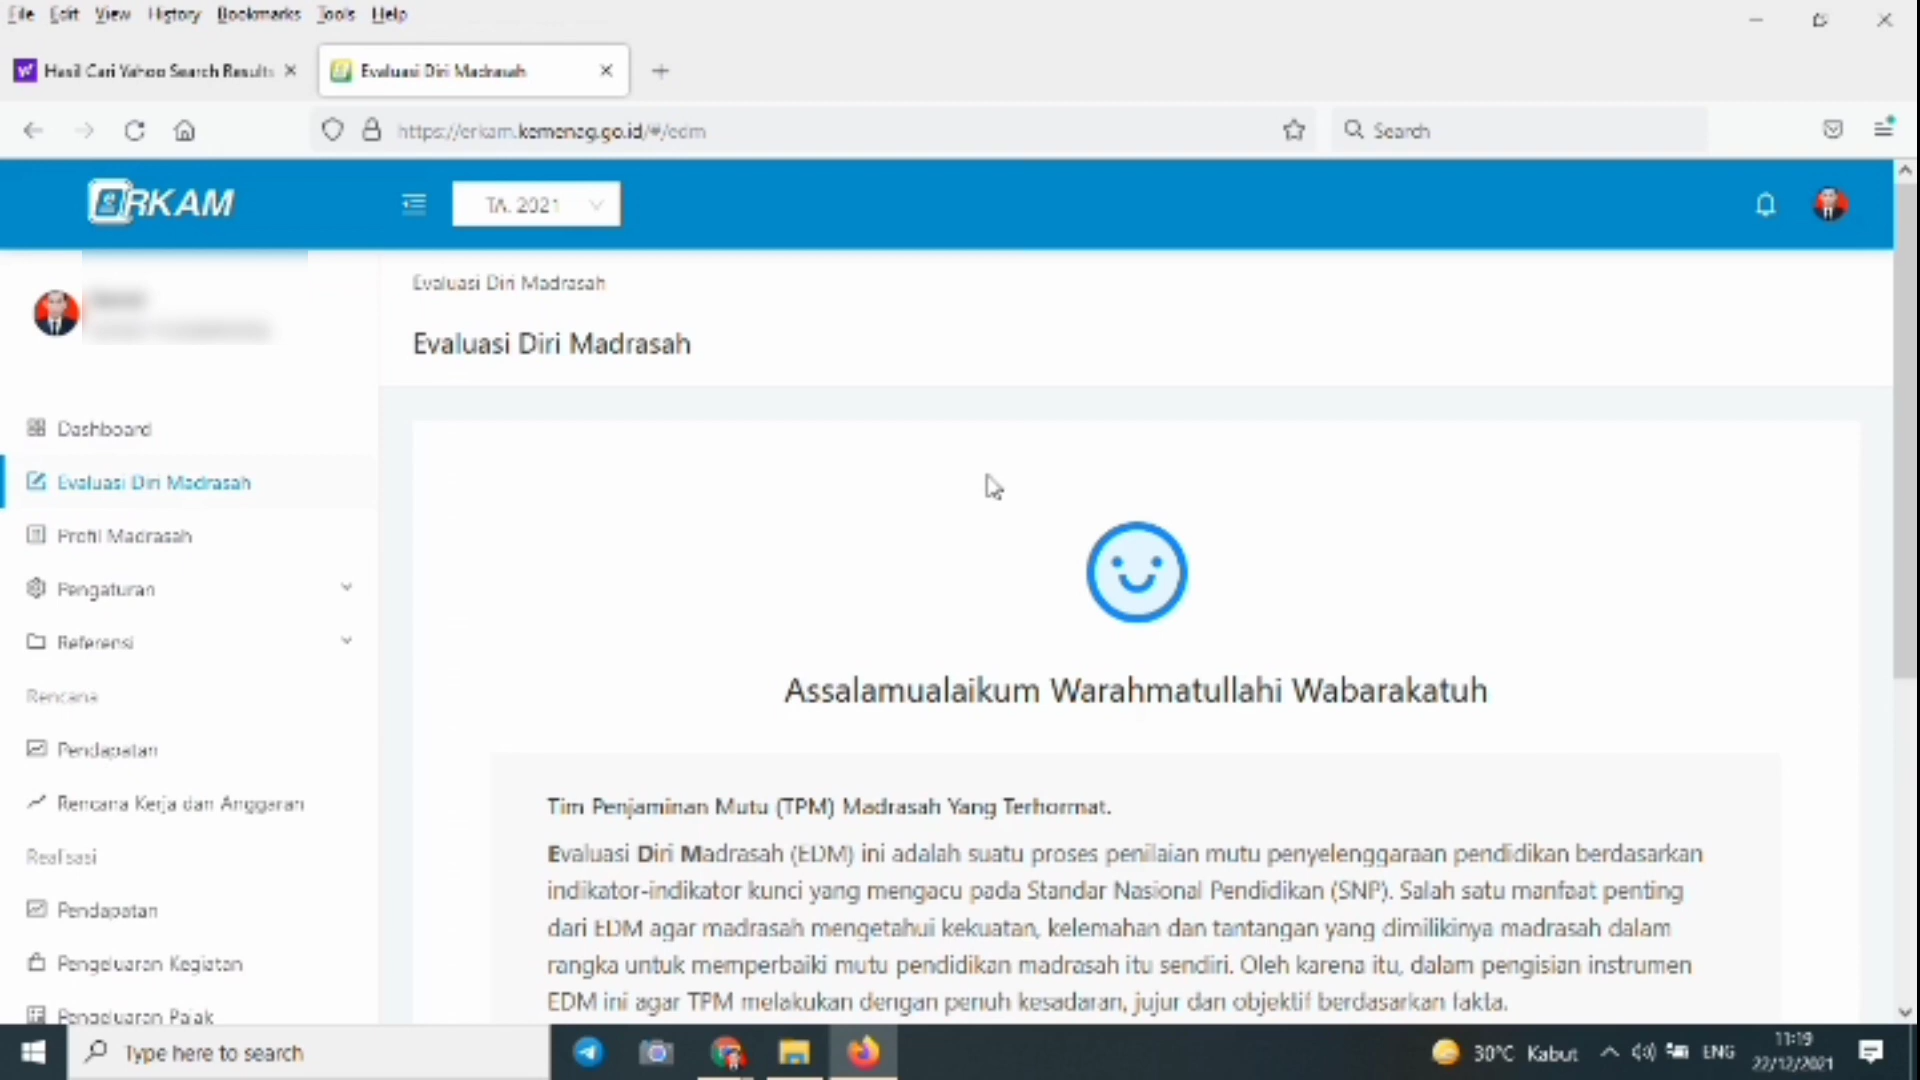 File Edit View History Bookmarks Tools Help
Hasil Cari Yahoo Search Results
Evaluasi Diri Madrasah
https://erkam.kemenag.go.id/#/edm
Search
ERKAM
TA. 2021
Evaluasi Diri Madrasah
Evaluasi Diri Madrasah
Dashboard
Evaluasi Diri Madrasah
Profil Madrasah
Pengaturan
Referensi
Rencana
Pendapatan
Rencana Kerja dan Anggaran
Realisasi
Pendapatan
Pengeluaran Kegiatan
Pengeluaran Pajak
Assalamualaikum Warahmatullahi Wabarakatuh
Tim Penjaminan Mutu (TPM) Madrasah Yang Terhormat.
Evaluasi Diri Madrasah (EDM) ini adalah suatu proses penilaian mutu penyelenggaraan pendidikan berdasarkan
indikator-indikator kunci yang mengacu pada Standar Nasional Pendidikan (SNP). Salah satu manfaat penting
dari EDM agar madrasah mengetahui kekuatan, kelemahan dan tantangan yang dimilikinya madrasah dalam
rangka untuk memperbaiki mutu pendidikan madrasah itu sendiri. Oleh karena itu, dalam pengisian instrumen
EDM ini agar TPM melakukan dengan penuh kesadaran, jujur dan objektif berdasarkan fakta.
Type here to search
30°C Kabut
ENG
11:19
22/12/2021